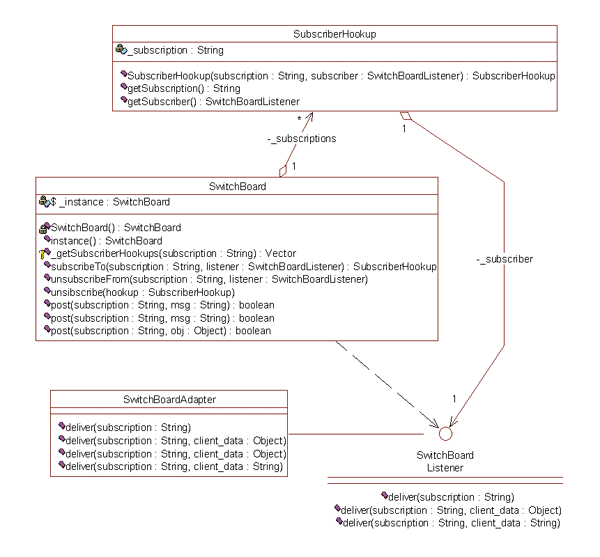 SubscriberHookup
_subscription : String
SubscriberHookup(subscription : String, subscriber : SwitchBoardListener) : SubscriberHookup
getSubscription() : String
getSubscriber() : SwitchBoardListener
*
1
-_subscriptions
1
SwitchBoard
$ _instance : SwitchBoard
SwitchBoard() : SwitchBoard
instance() : SwitchBoard
_getSubscriberHookups(subscription : String) : Vector
subscribeTo(subscription : String, listener : SwitchBoardListener) : SubscriberHookup
unsubscribeFrom(subscription : String, listener : SwitchBoardListener)
unsibscribe(hookup : SubscriberHookup)
post(subscription : String, msg : String) : boolean
post(subscription : String, msg : String) : boolean
post(subscription : String, obj : Object) : boolean
-_subscriber
1
SwitchBoardAdapter
deliver(subscription : String)
deliver(subscription : String, client_data : Object)
deliver(subscription : String, client_data : Object)
deliver(subscription : String, client_data : String)
SwitchBoard
Listener
deliver(subscription : String)
deliver(subscription : String, client_data : Object)
deliver(subscription : String, client_data : String)